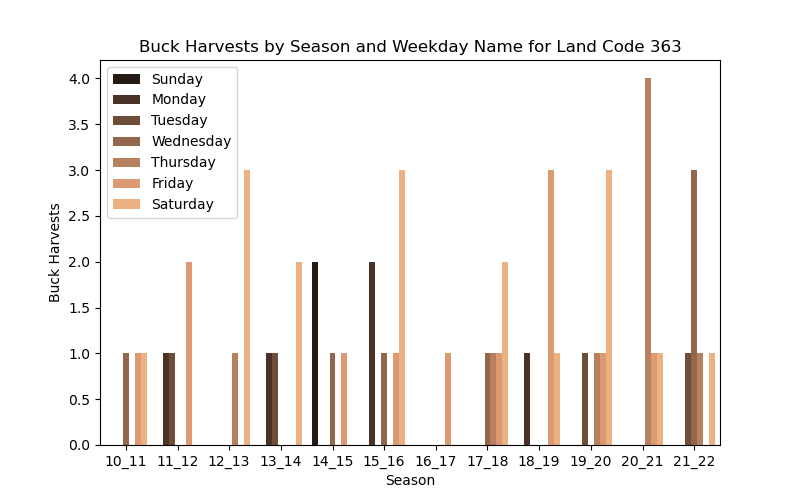 Buck Harvests by Season and Weekday Name for Land Code 363
Sunday
Monday
Tuesday
Wednesday
Thursday
Friday
Saturday
4.0
3.5
3.0
2.5
2.0
1.5
1.0
0.5
0.0
Buck Harvests
10_11 11_12 12_13 13_14 14_15 15_16 16_17 17_18 18_19 19_20 20_21 21_22
Season